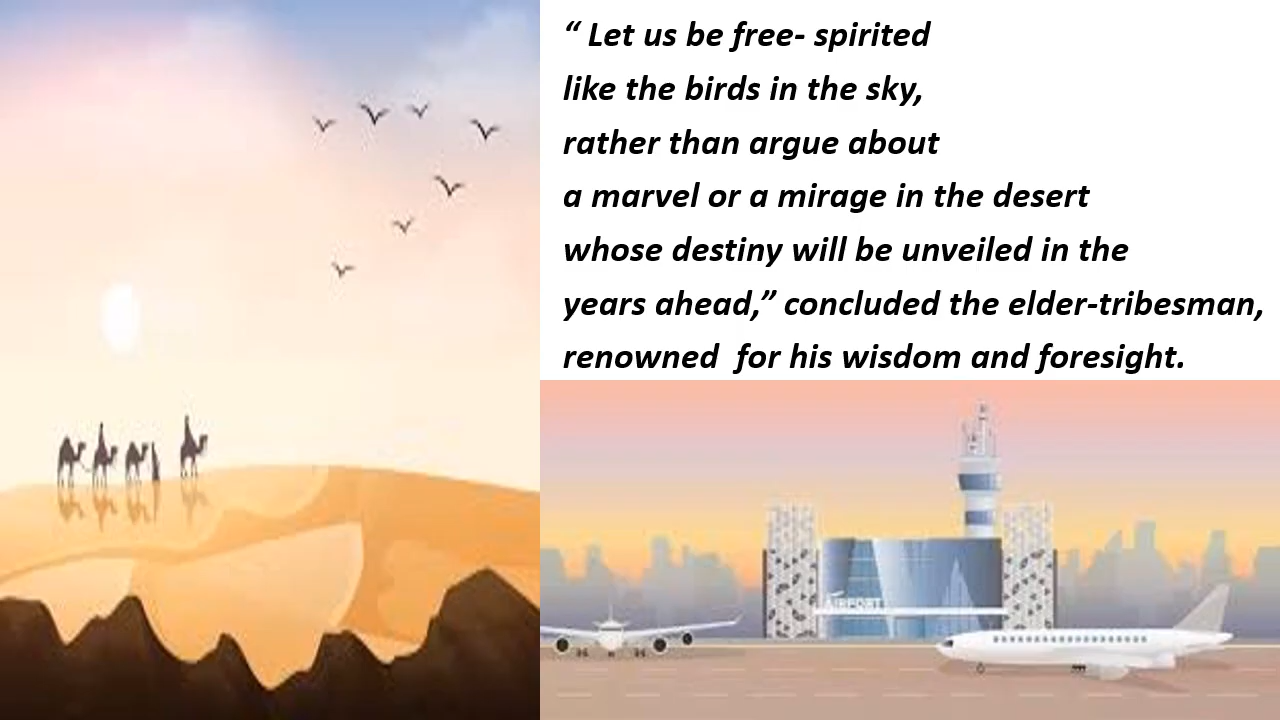 “ Let us be free- spirited
like the birds in the sky,
rather than argue about
a marvel or a mirage in the desert
whose destiny will be unveiled in the
years ahead,” concluded the elder-tribesman,
renowned  for his wisdom and foresight.
AIRPORT